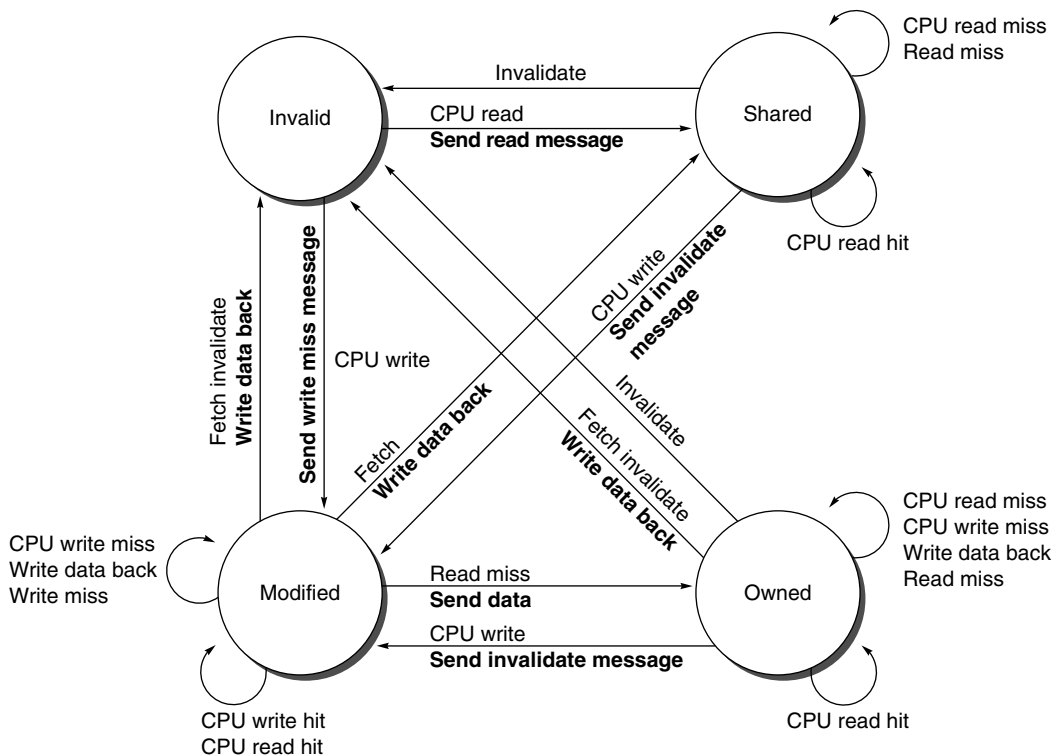 CPU read miss
Read miss
Invalidate
Invalid
CPU read
Send read message
Shared
CPU read hit
CPU write
Send invalidate
message
Fetch invalidate
Write data back
Send write miss message
CPU write
Fetch
Write data back
Invalidate
Fetch invalidate
Write data back
CPU write miss
Write data back
Write miss
Modified
Read miss
Send data
CPU write
Send invalidate message
Owned
CPU read miss
CPU write miss
Write data back
Read miss
CPU write hit
CPU read hit
CPU read hit